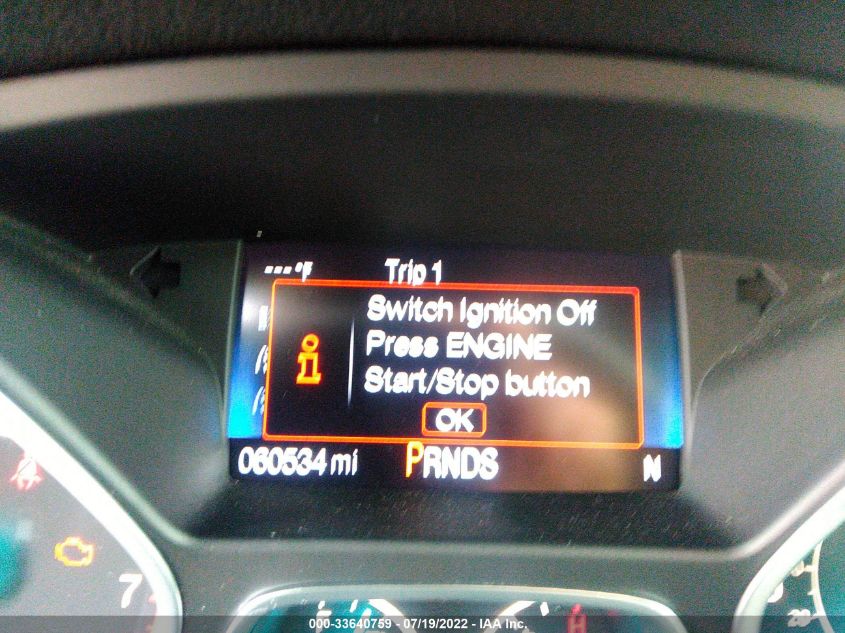 ---°F Trip 1
Switch Ignition Off
Press ENGINE
Start/Stop button
OK
060534 mi PRNDS N
7
20
F
H
000-33640759 - 07/19/2022 - IAA Inc.